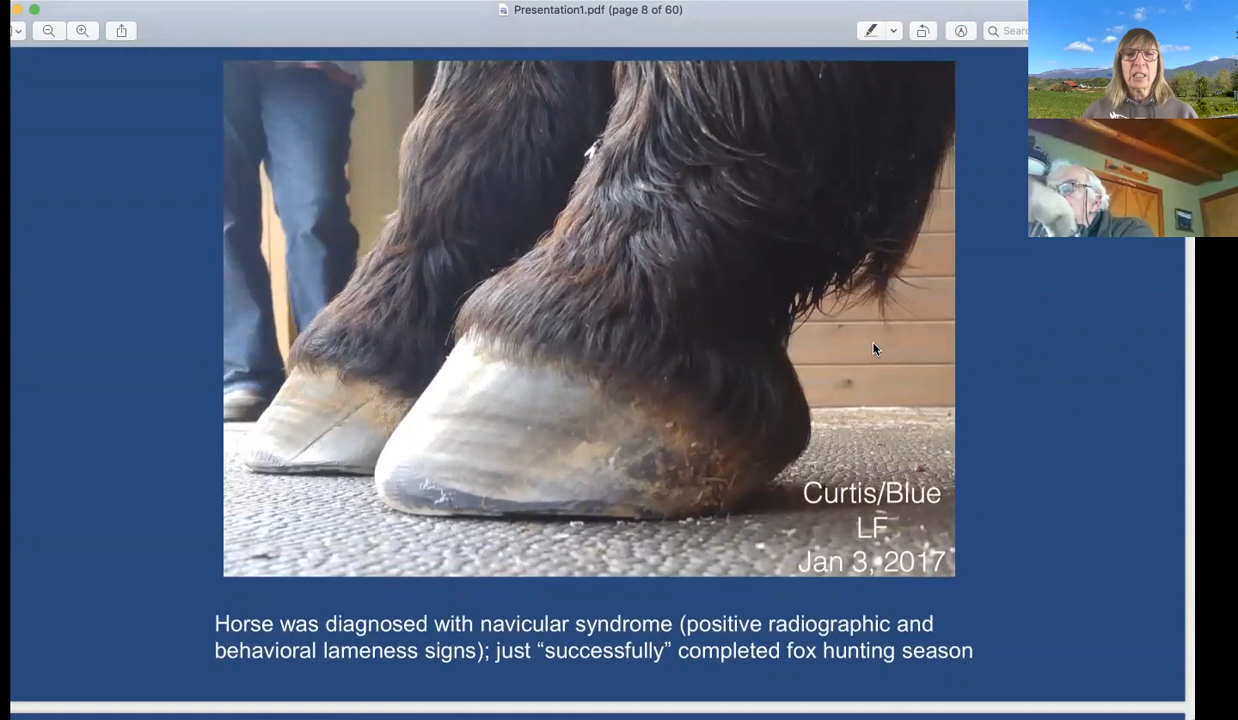 Presentation1.pdf (page 8 of 60)
Curtis/Blue
LF
Jan 3, 2017
Horse was diagnosed with navicular syndrome (positive radiographic and
behavioral lameness signs); just “successfully” completed fox hunting season